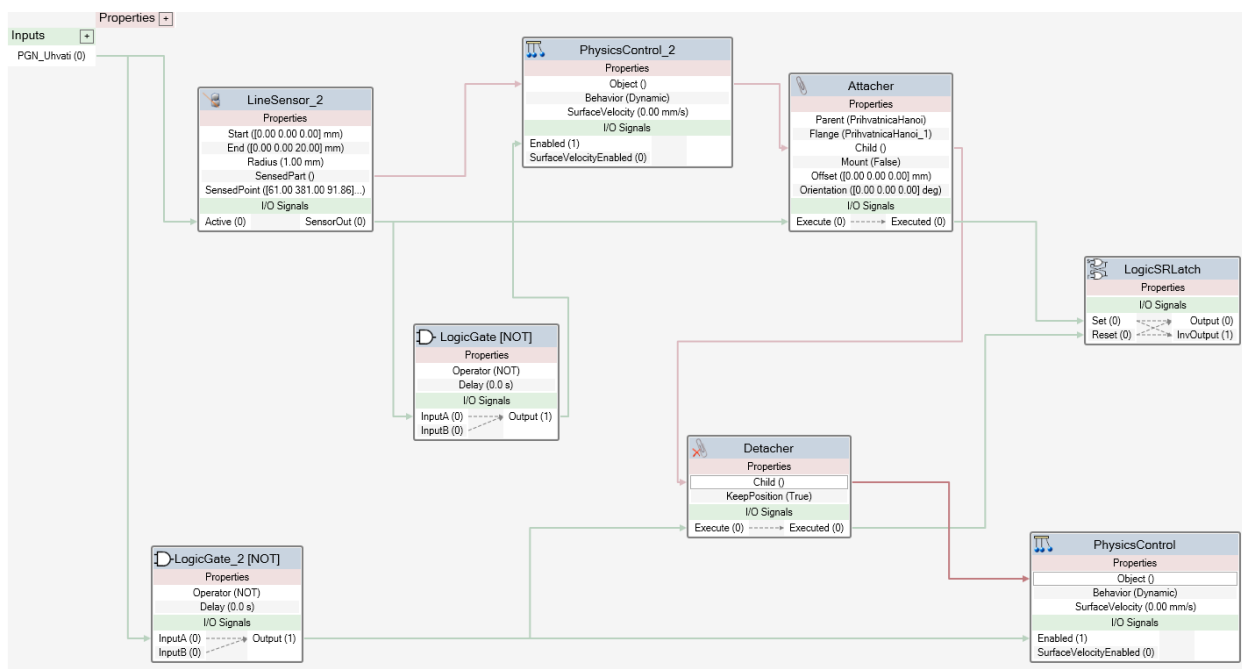 Properties +
Inputs +
PGN_Uhvati (0)
LineSensor_2
Properties
Start ([0.00 0.00 0.00] mm)
End ([0.00 0.00 20.00] mm)
Radius (1.00 mm)
SensedPart ()
SensedPoint ([61.00 381.00 91.86]...)
I/O Signals
Active (0) SensorOut (0)
PhysicsControl_2
Properties
Object ()
Behavior (Dynamic)
SurfaceVelocity (0.00 mm/s)
I/O Signals
Enabled (1)
SurfaceVelocityEnabled (0)
Attacher
Properties
Parent (PrihvatnicaHanoi)
Flange (PrihvatnicaHanoi_1)
Child ()
Mount (False)
Offset ([0.00 0.00 0.00] mm)
Orientation ([0.00 0.00 0.00] deg)
I/O Signals
Execute (0) Executed (0)
LogicSRLatch
Properties
I/O Signals
Set (0) Output (0)
Reset (0) InvOutput (1)
LogicGate [NOT]
Properties
Operator (NOT)
Delay (0.0 s)
I/O Signals
InputA (0) Output (1)
InputB (0)
Detacher
Properties
Child ()
KeepPosition (True)
I/O Signals
Execute (0) Executed (0)
LogicGate_2 [NOT]
Properties
Operator (NOT)
Delay (0.0 s)
I/O Signals
InputA (0) Output (1)
InputB (0)
PhysicsControl
Properties
Object ()
Behavior (Dynamic)
SurfaceVelocity (0.00 mm/s)
I/O Signals
Enabled (1)
SurfaceVelocityEnabled (0)